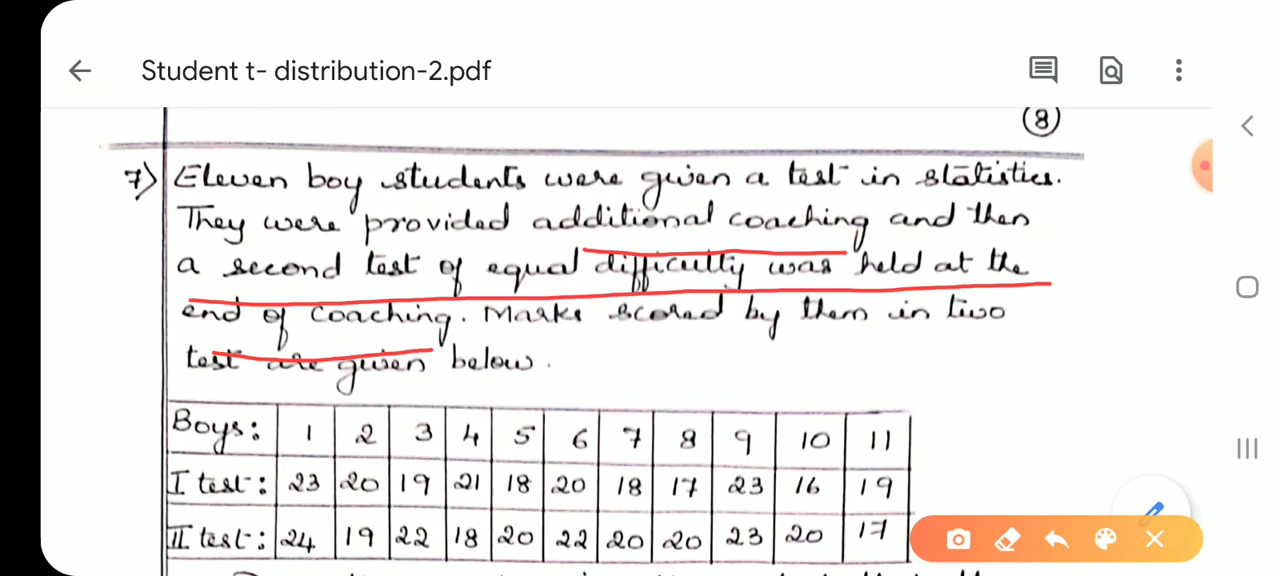 Student t- distribution-2.pdf
(8)
7) Eleven boy students were given a test in statistics.
They were provided additional coaching and then
a second test of equal difficulty was held at the
end of coaching. Marks scored by them in two
test are given below.
Boys: 1 2 3 4 5 6 7 8 9 10 11
I test: 23 20 19 21 18 20 18 17 23 16 19
II test: 24 19 22 18 20 22 20 20 23 20 17